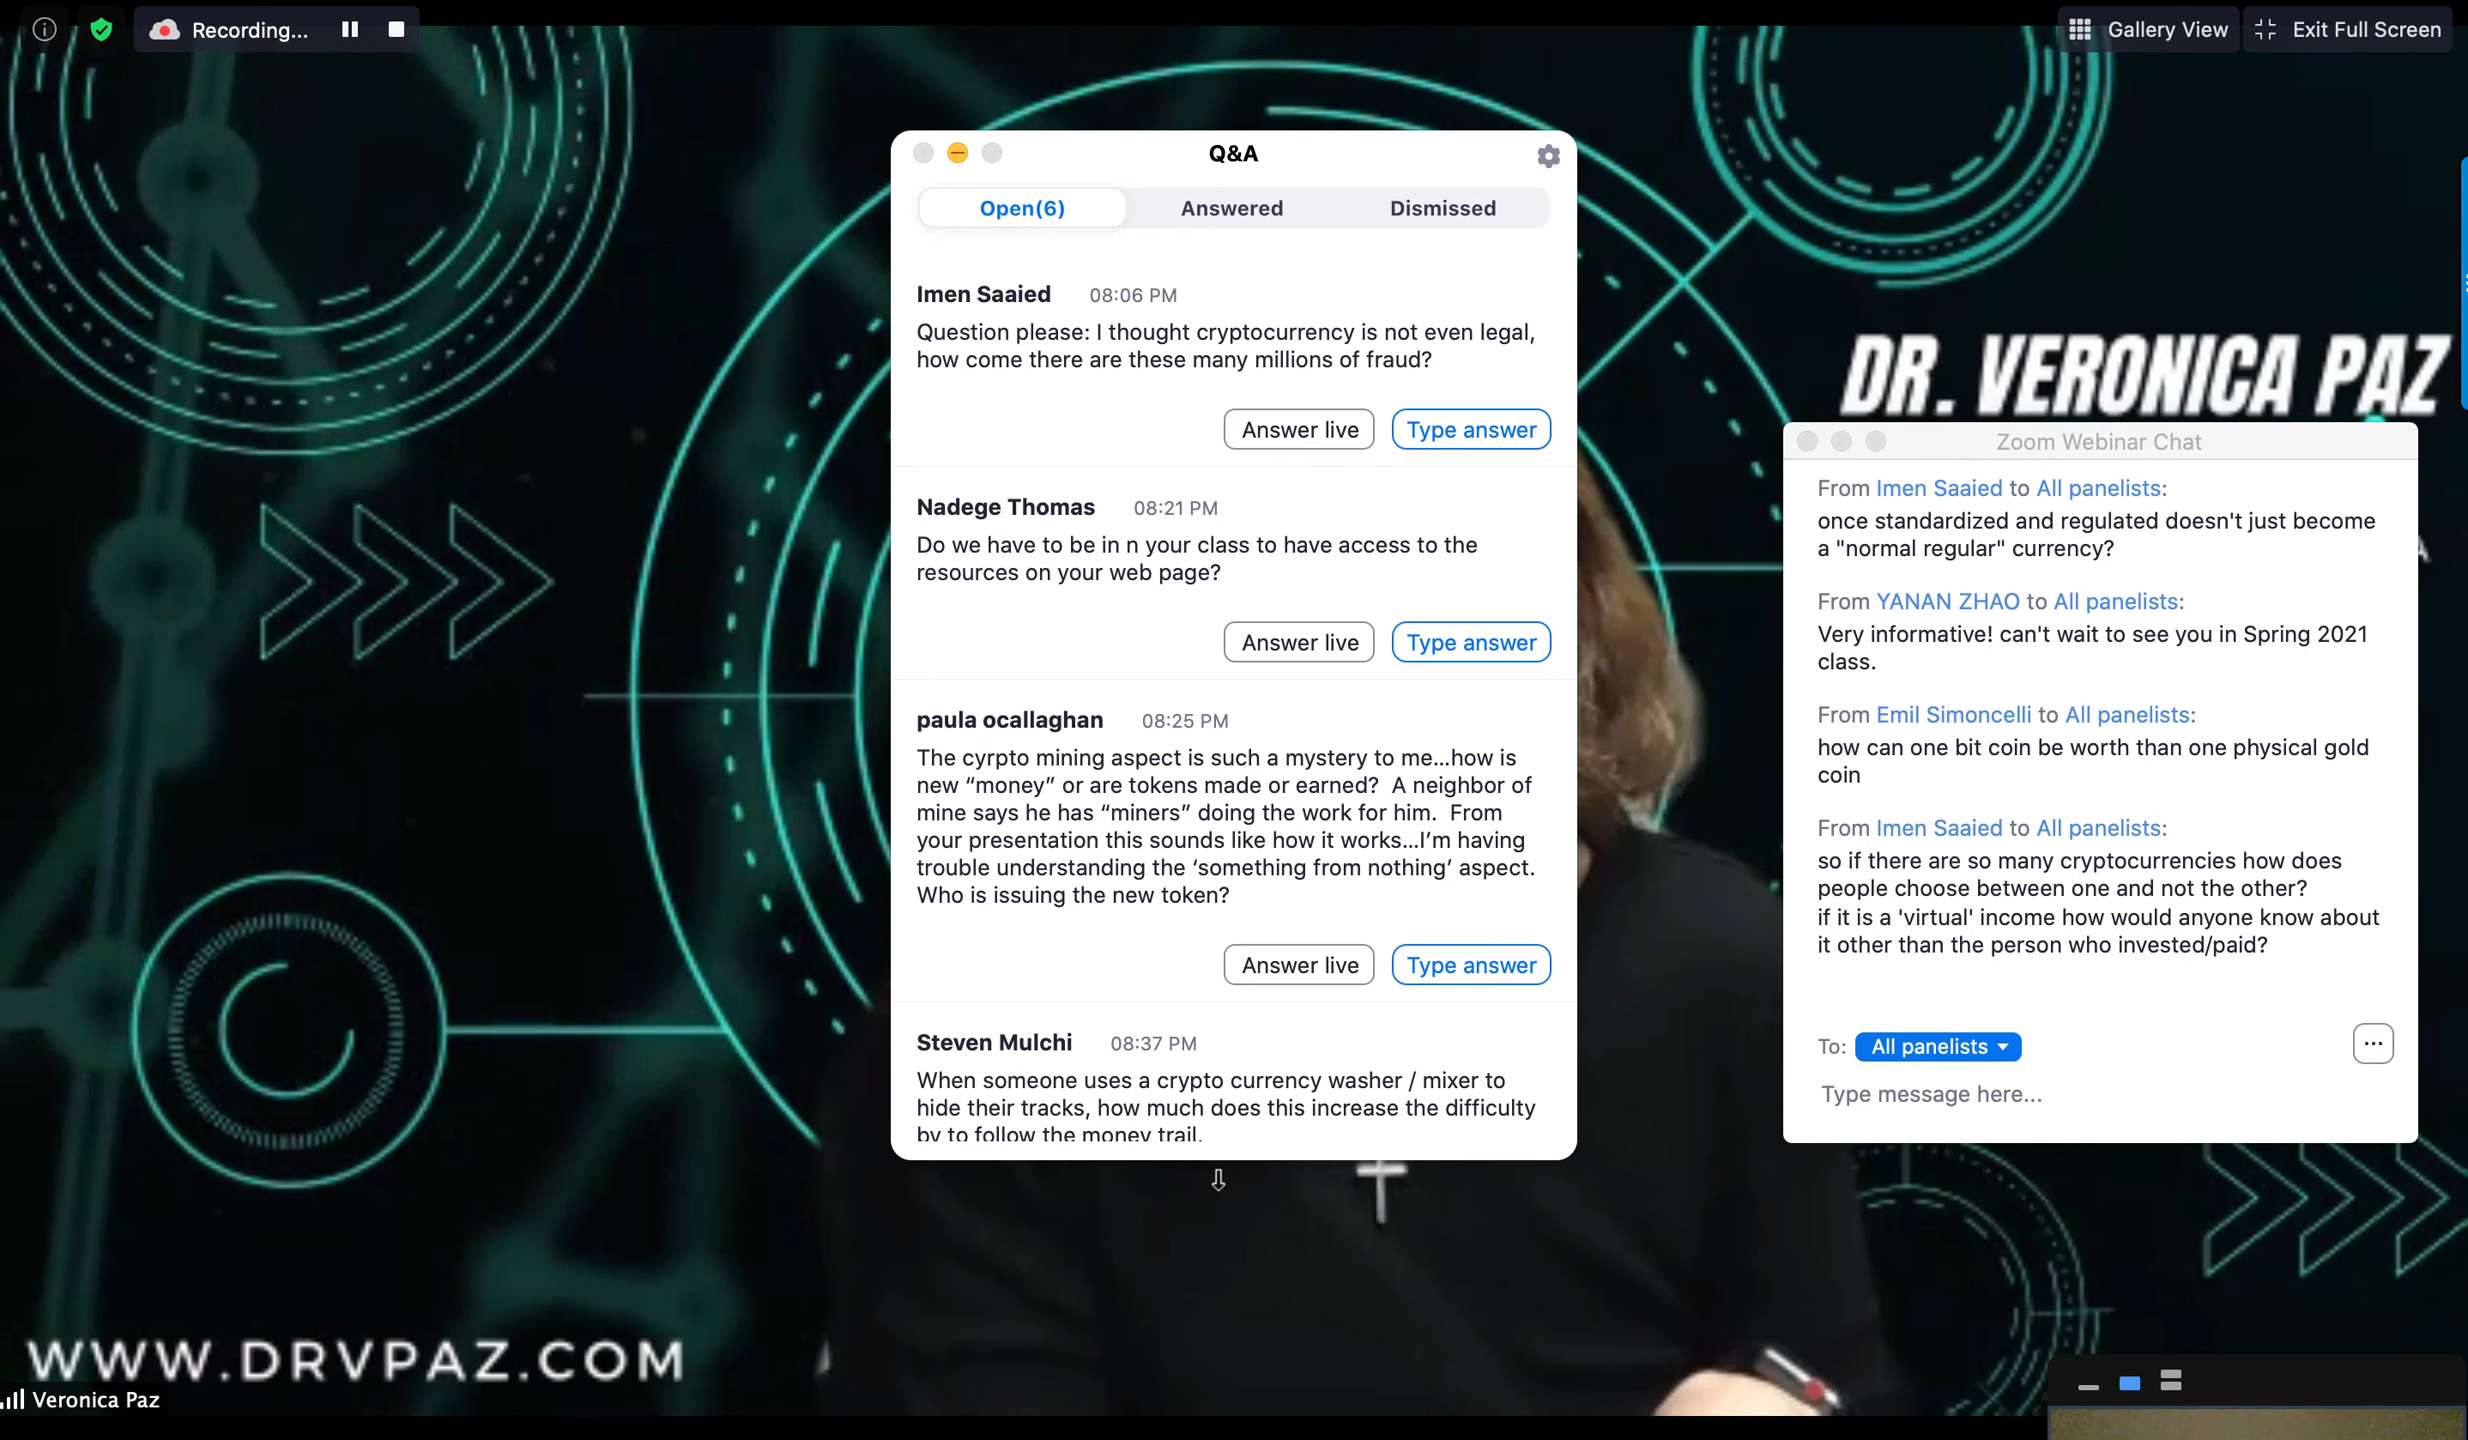 Recording...
Gallery View
Exit Full Screen
Q&A
Open(6)
Answered
Dismissed
Imen Saaied 08:06 PM
Question please: I thought cryptocurrency is not even legal,
how come there are these many millions of fraud?
Answer live
Type answer
Nadege Thomas 08:21 PM
Do we have to be in n your class to have access to the
resources on your web page?
Answer live
Type answer
paula ocallaghan 08:25 PM
The cyrpto mining aspect is such a mystery to me...how is
new “money” or are tokens made or earned?  A neighbor of
mine says he has “miners” doing the work for him.  From
your presentation this sounds like how it works...I’m having
trouble understanding the ‘something from nothing’ aspect.
Who is issuing the new token?
Answer live
Type answer
Steven Mulchi 08:37 PM
When someone uses a crypto currency washer / mixer to
hide their tracks, how much does this increase the difficulty
by to follow the money trail.
DR. VERONICA PAZ
Zoom Webinar Chat
From Imen Saaied to All panelists:
once standardized and regulated doesn't just become
a "normal regular" currency?
From YANAN ZHAO to All panelists:
Very informative! can't wait to see you in Spring 2021
class.
From Emil Simoncelli to All panelists:
how can one bit coin be worth than one physical gold
coin
From Imen Saaied to All panelists:
so if there are so many cryptocurrencies how does
people choose between one and not the other?
if it is a 'virtual' income how would anyone know about
it other than the person who invested/paid?
To: All panelists
Type message here...
WWW.DRVPAZ.COM
Veronica Paz